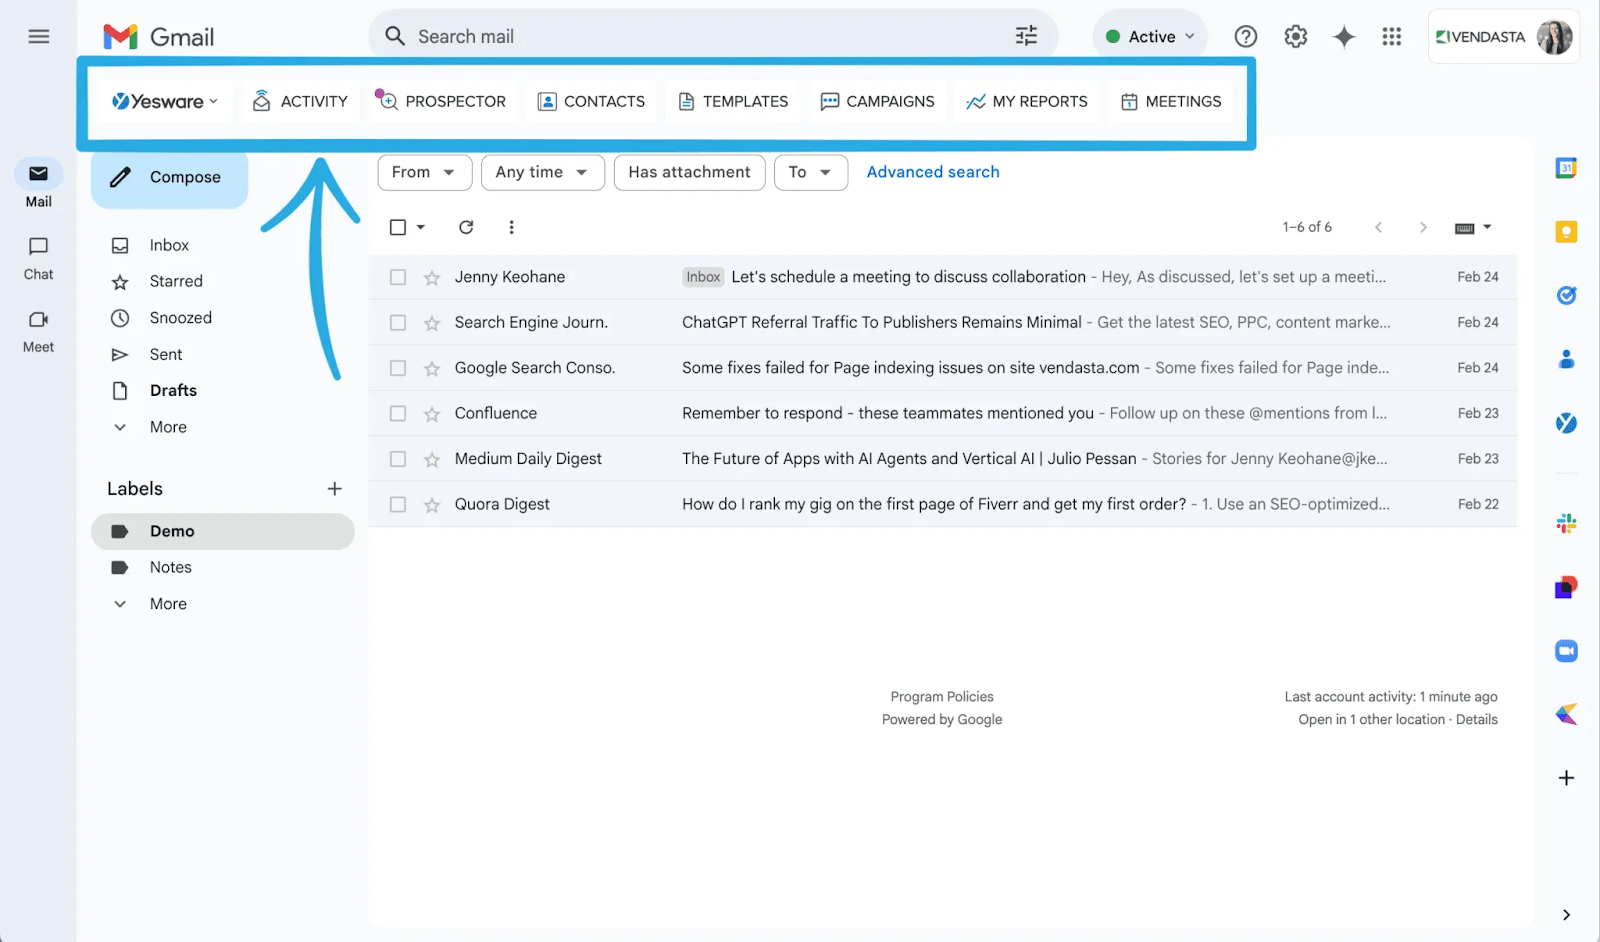 Gmail
Search mail
Active
VENDASTA
Yesware
ACTIVITY
PROSPECTOR
CONTACTS
TEMPLATES
CAMPAIGNS
MY REPORTS
MEETINGS
Mail
Chat
Meet
Compose
Inbox
Starred
Snoozed
Sent
Drafts
More
Labels
Demo
Notes
More
From
Any time
Has attachment
To
Advanced search
1–6 of 6
Jenny Keohane Inbox Let's schedule a meeting to discuss collaboration - Hey, As discussed, let's set up a meeti... Feb 24
Search Engine Journ. ChatGPT Referral Traffic To Publishers Remains Minimal - Get the latest SEO, PPC, content marke... Feb 24
Google Search Conso. Some fixes failed for Page indexing issues on site vendasta.com - Some fixes failed for Page inde... Feb 24
Confluence Remember to respond - these teammates mentioned you - Follow up on these @mentions from l... Feb 23
Medium Daily Digest The Future of Apps with AI Agents and Vertical AI | Julio Pessan - Stories for Jenny Keohane@jke... Feb 23
Quora Digest How do I rank my gig on the first page of Fiverr and get my first order? - 1. Use an SEO-optimized... Feb 22
Program Policies
Powered by Google
Last account activity: 1 minute ago
Open in 1 other location · Details
31